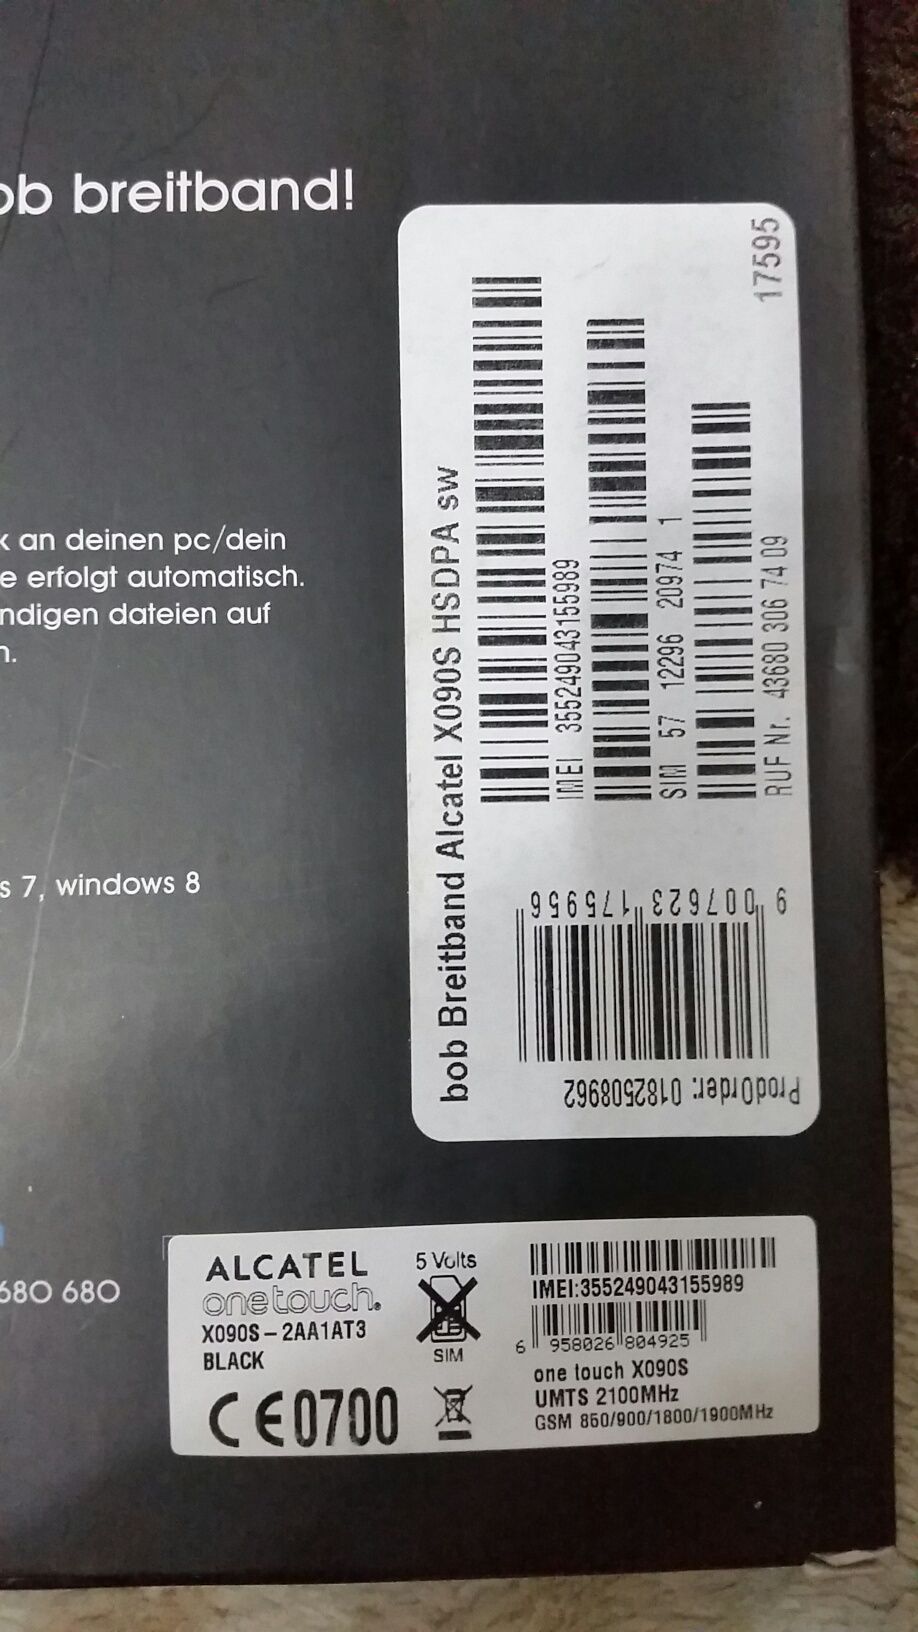 ob breitband!
k an deinen pc/dein
e erfolgt automatisch.
ndigen dateien auf
n.
s 7, windows 8
680 680
17595
bob Breitband Alcatel X090S HSDPA sw
IMEI 355249043155989
SIM 57 12296 20974 1
RUF Nr. 43680 306 74 09
9 007623 175956
ProdOrder: 0182508962
ALCATEL
onetouch.
X090S – 2AA1AT3
BLACK
CE0700
5 Volts
SIM
IMEI:355249043155989
6 958026 804925
one touch X090S
UMTS 2100MHz
GSM 850/900/1800/1900MHz